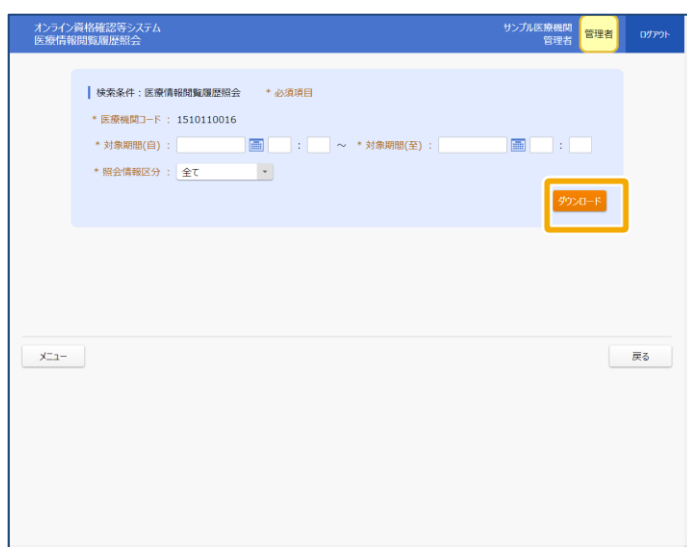 オンライン資格確認等システム
医療情報閲覧履歴照会
サンプル医療機関
管理者
管理者
ログアウト
検索条件：医療情報閲覧履歴照会 * 必須項目
* 医療機関コード : 1510110016
* 対象期間(自) : : ～ * 対象期間(至) : :
* 照会情報区分 : 全て
ダウンロード
メニュー
戻る